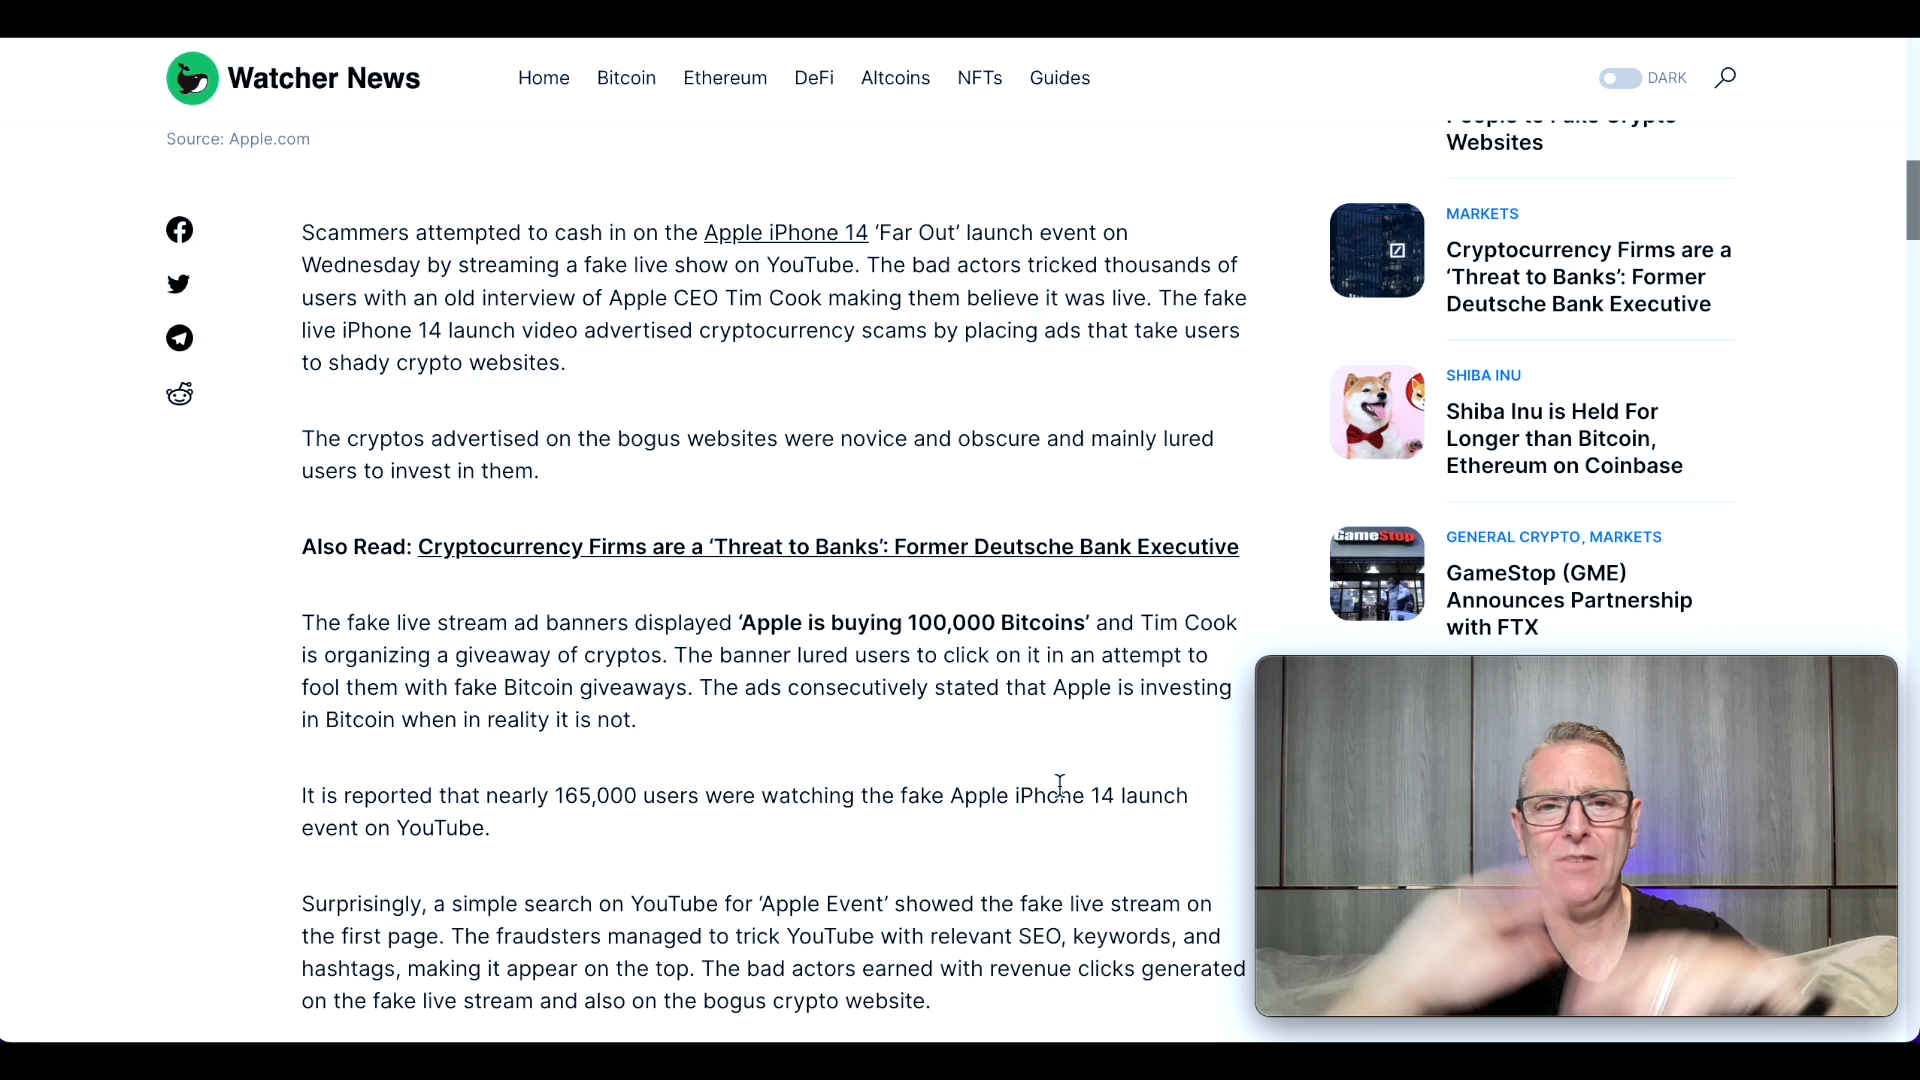 Watcher News
Home Bitcoin Ethereum DeFi Altcoins NFTs Guides
DARK
Source: Apple.com
Scammers attempted to cash in on the Apple iPhone 14 ‘Far Out’ launch event on
Wednesday by streaming a fake live show on YouTube. The bad actors tricked thousands of
users with an old interview of Apple CEO Tim Cook making them believe it was live. The fake
live iPhone 14 launch video advertised cryptocurrency scams by placing ads that take users
to shady crypto websites.
The cryptos advertised on the bogus websites were novice and obscure and mainly lured
users to invest in them.
Also Read: Cryptocurrency Firms are a ‘Threat to Banks’: Former Deutsche Bank Executive
The fake live stream ad banners displayed ‘Apple is buying 100,000 Bitcoins’ and Tim Cook
is organizing a giveaway of cryptos. The banner lured users to click on it in an attempt to
fool them with fake Bitcoin giveaways. The ads consecutively stated that Apple is investing
in Bitcoin when in reality it is not.
It is reported that nearly 165,000 users were watching the fake Apple iPhone 14 launch
event on YouTube.
Surprisingly, a simple search on YouTube for ‘Apple Event’ showed the fake live stream on
the first page. The fraudsters managed to trick YouTube with relevant SEO, keywords, and
hashtags, making it appear on the top. The bad actors earned with revenue clicks generated
on the fake live stream and also on the bogus crypto website.
People to Fake Crypto
Websites
MARKETS
Cryptocurrency Firms are a
‘Threat to Banks’: Former
Deutsche Bank Executive
SHIBA INU
Shiba Inu is Held For
Longer than Bitcoin,
Ethereum on Coinbase
GameStop
GENERAL CRYPTO, MARKETS
GameStop (GME)
Announces Partnership
with FTX